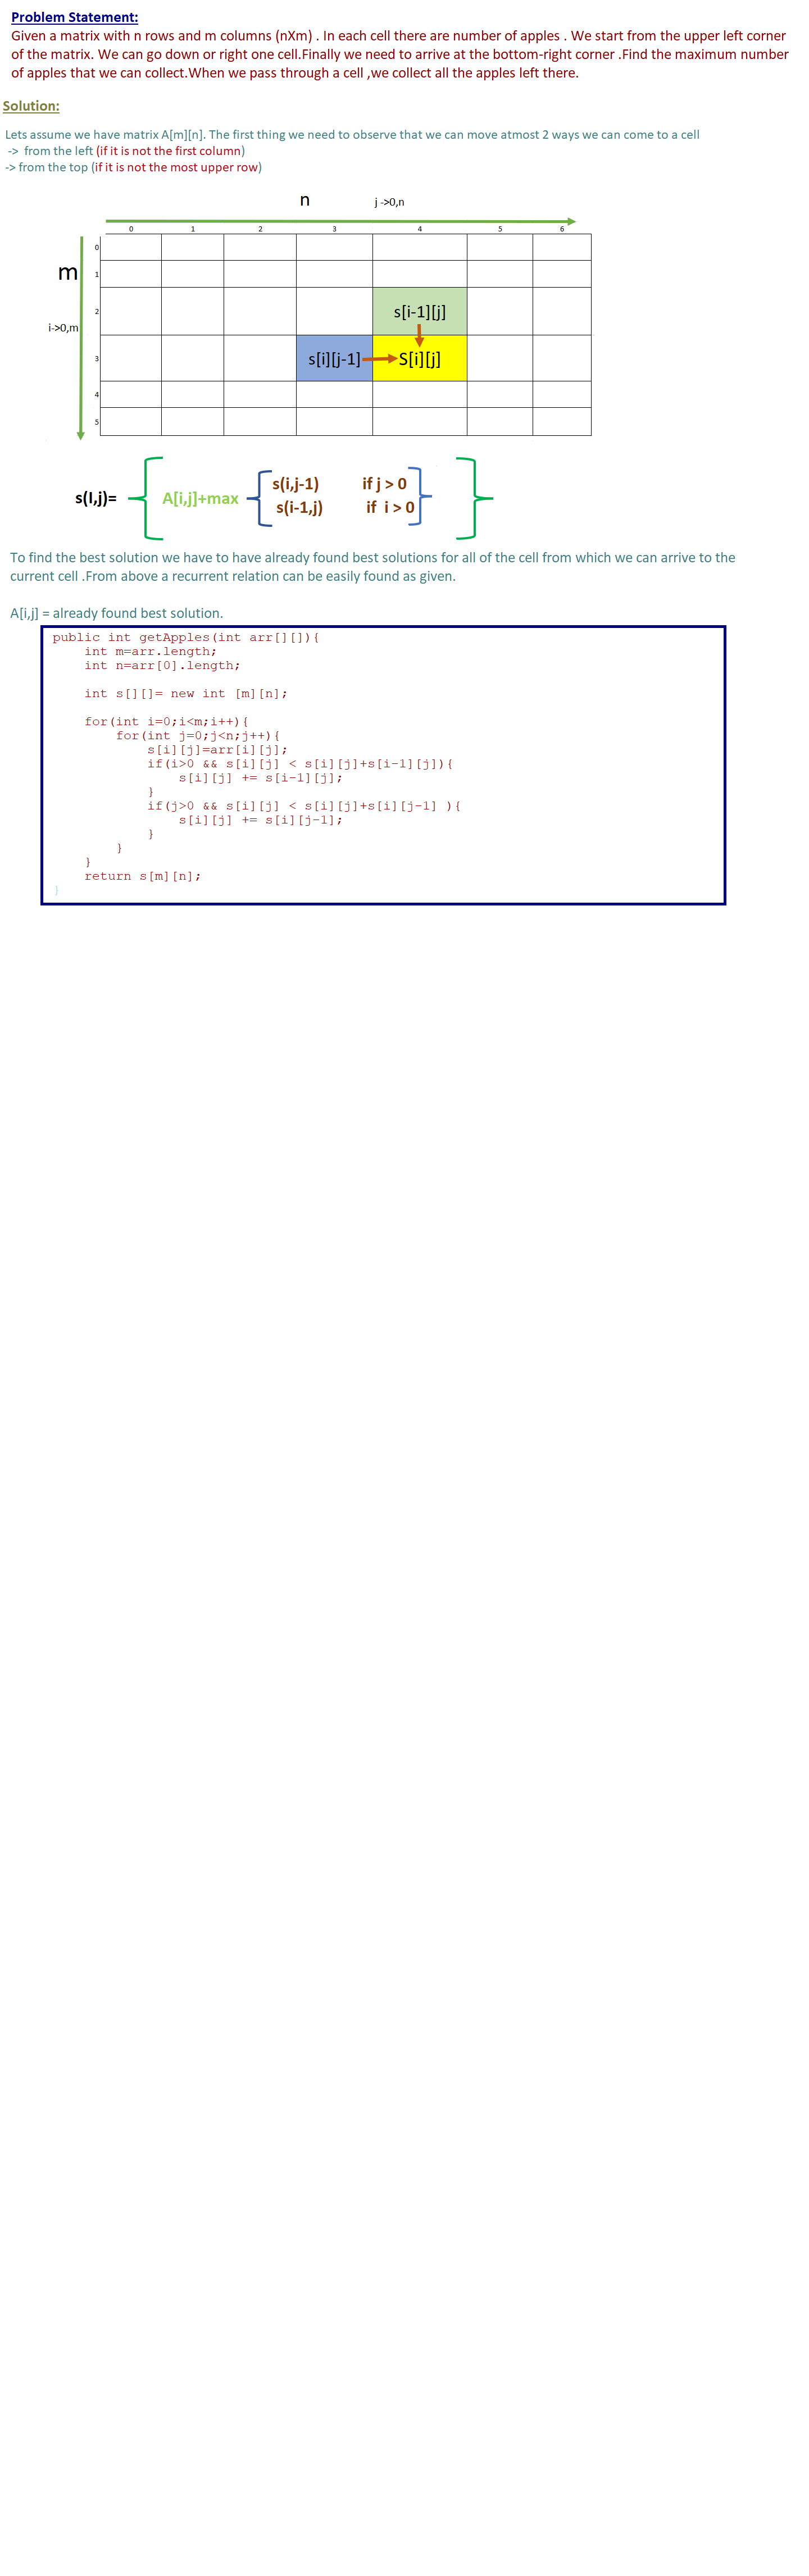 Problem Statement:
Given a matrix with n rows and m columns (nXm) . In each cell there are number of apples . We start from the upper left corner
of the matrix. We can go down or right one cell.Finally we need to arrive at the bottom-right corner .Find the maximum number
of apples that we can collect.When we pass through a cell ,we collect all the apples left there.
Solution:
Lets assume we have matrix A[m][n]. The first thing we need to observe that we can move atmost 2 ways we can come to a cell
-> from the left (if it is not the first column)
-> from the top (if it is not the most upper row)
n j ->0,n
0 1 2 3 4 5 6
0
m
1
2 s[i-1][j]
i->0,m
3 s[i][j-1] S[i][j]
4
5
s(i,j-1) if j > 0
s(I,j)= A[i,j]+max
s(i-1,j) if i > 0
To find the best solution we have to have already found best solutions for all of the cell from which we can arrive to the
current cell .From above a recurrent relation can be easily found as given.
A[i,j] = already found best solution.
public int getApples(int arr[][]){
    int m=arr.length;
    int n=arr[0].length;
    int s[][]= new int [m][n];
    for(int i=0;i<m;i++){
        for(int j=0;j<n;j++){
            s[i][j]=arr[i][j];
            if(i>0 && s[i][j] < s[i][j]+s[i-1][j]){
                s[i][j] += s[i-1][j];
            }
            if(j>0 && s[i][j] < s[i][j]+s[i][j-1] ){
                s[i][j] += s[i][j-1];
            }
        }
    }
    return s[m][n];
}